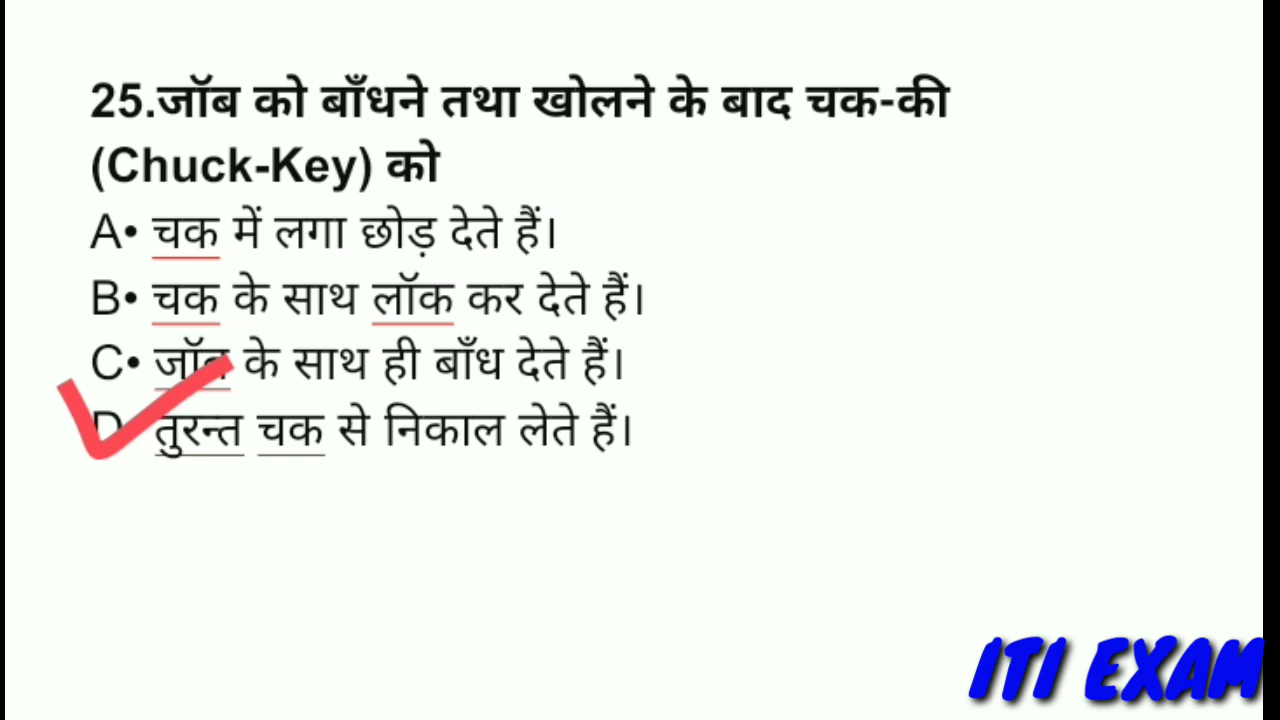 25.जॉब को बाँधने तथा खोलने के बाद चक-की
(Chuck-Key) को
A• चक में लगा छोड़ देते हैं।
B• चक के साथ लॉक कर देते हैं।
C• जॉब के साथ ही बाँध देते हैं।
D• तुरन्त चक से निकाल लेते हैं।
ITI EXAM